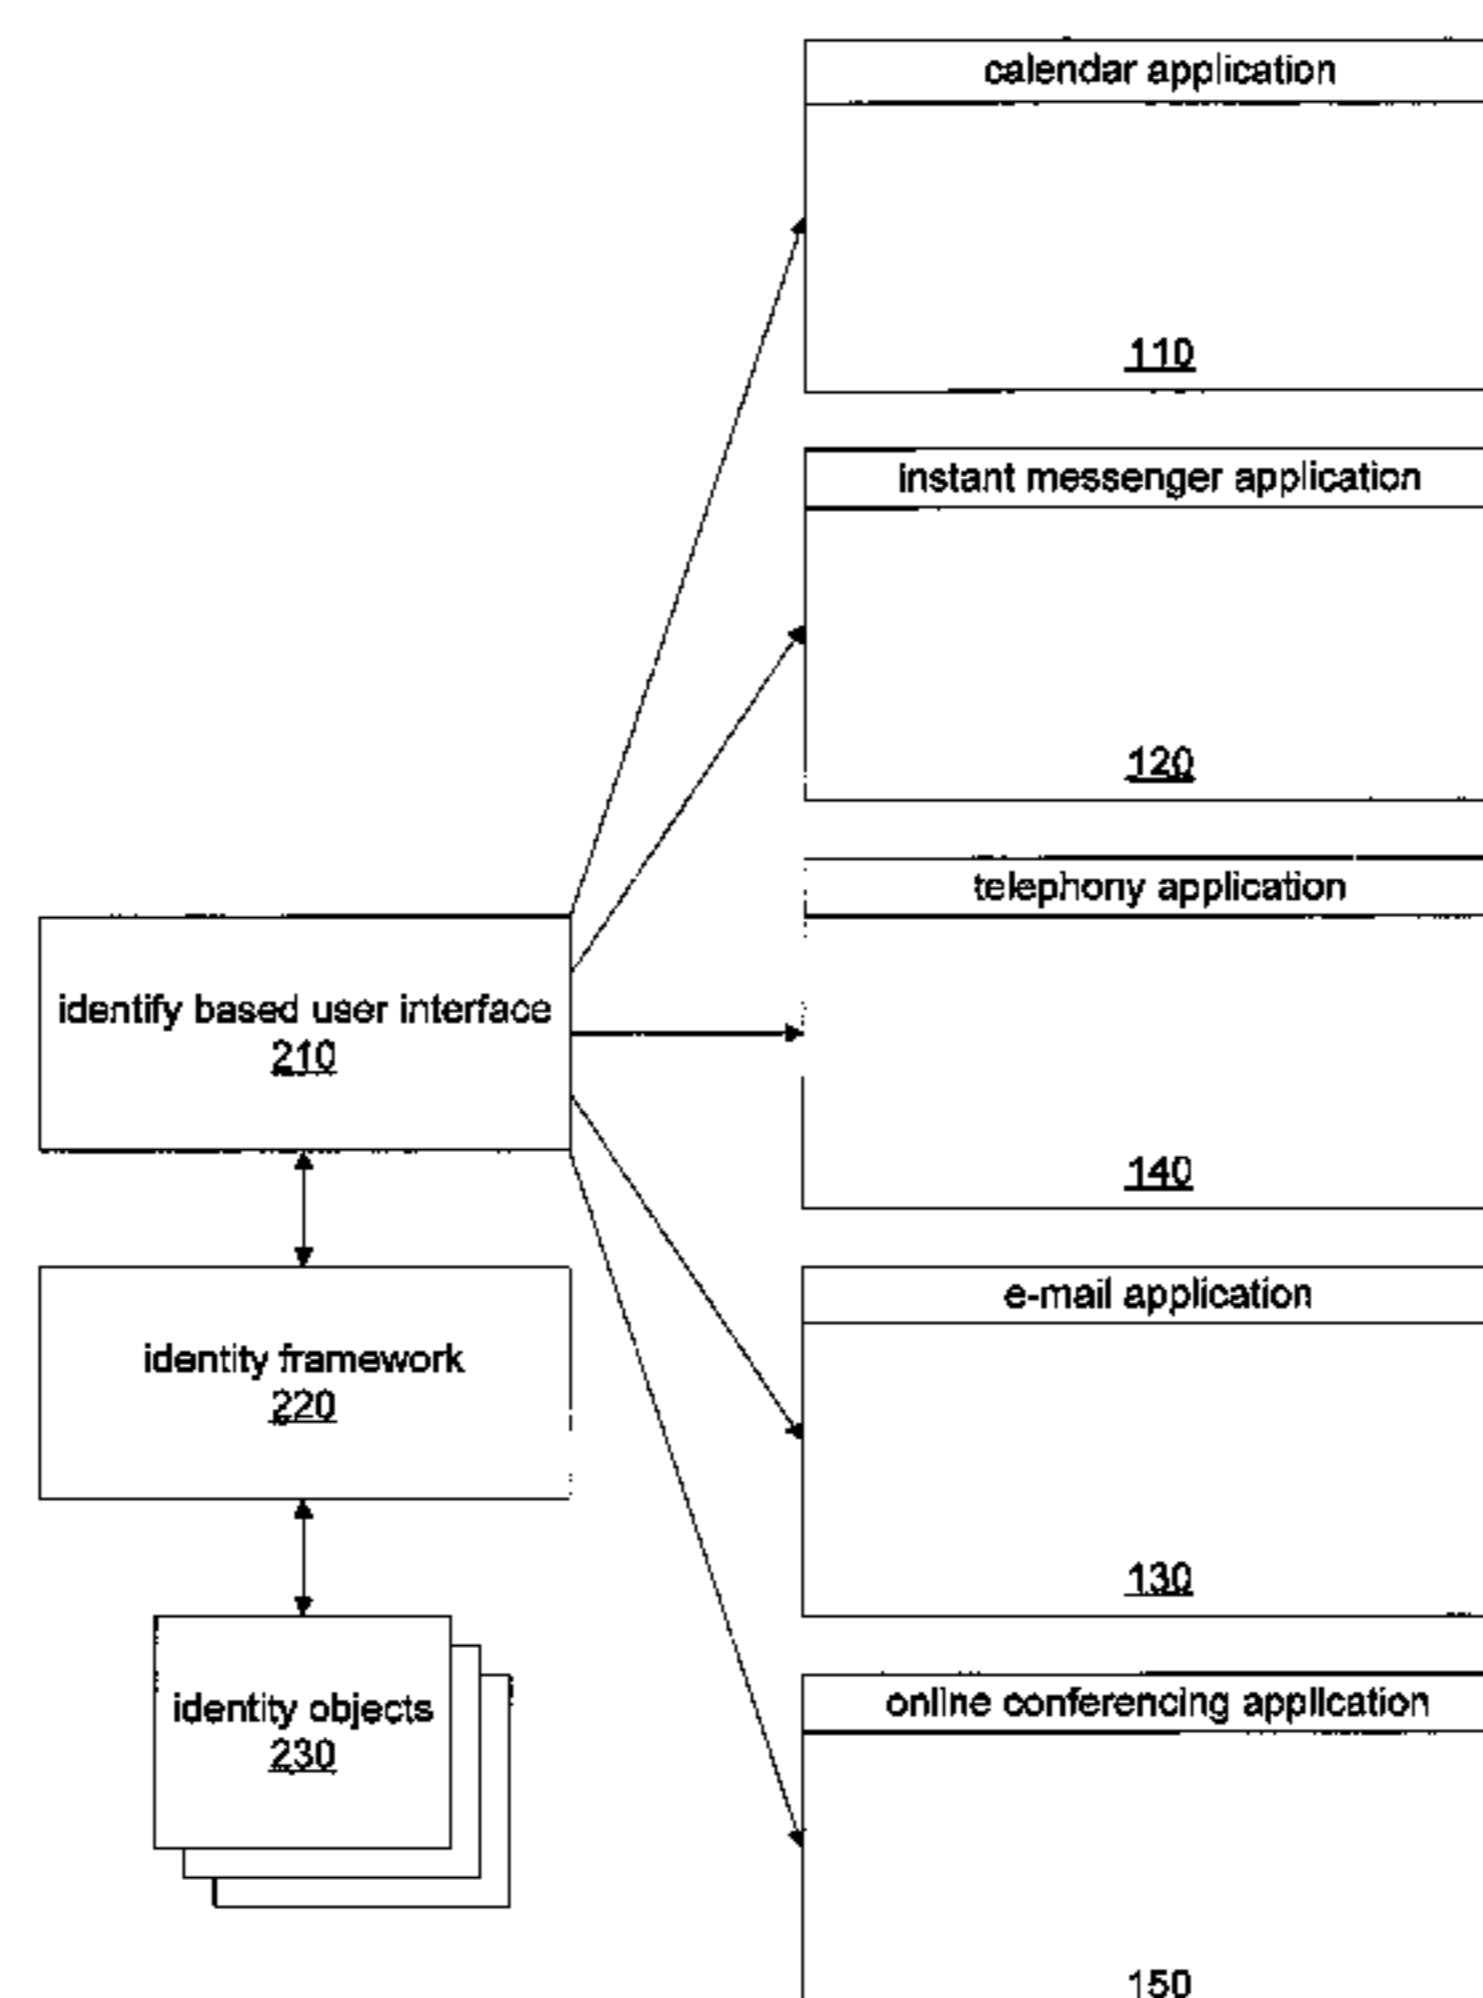 calendar application
110
instant messenger application
120
telephony application
140
identify based user interface
210
identity framework
220
identity objects
230
e-mail application
130
online conferencing application
150